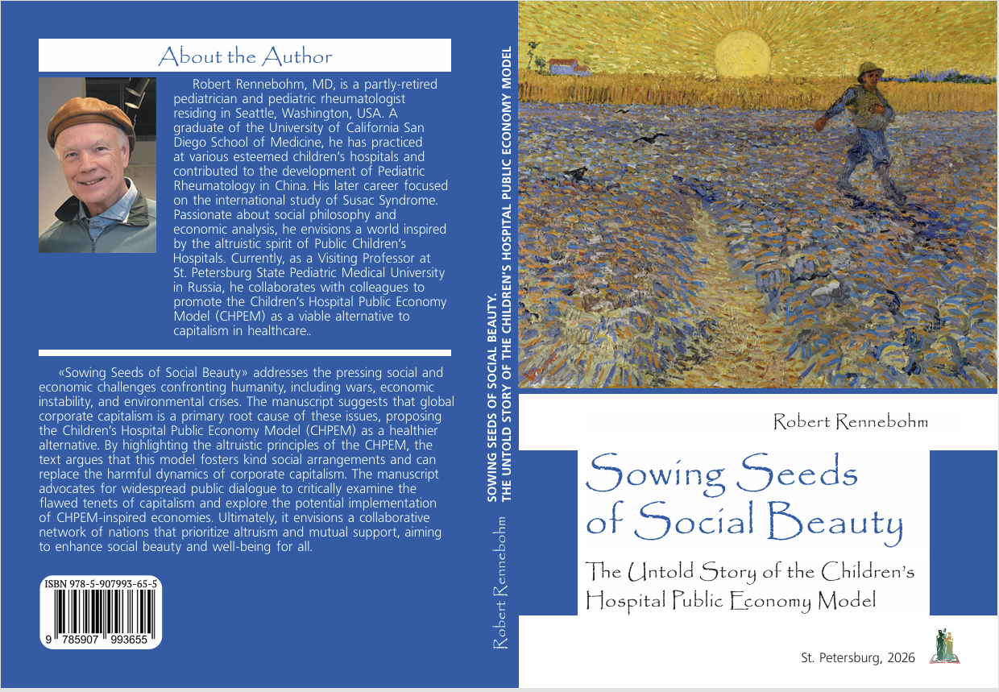 About the Author
Robert Rennebohm, MD, is a partly-retired
pediatrician and pediatric rheumatologist
residing in Seattle, Washington, USA. A
graduate of the University of California San
Diego School of Medicine, he has practiced
at various esteemed children's hospitals and
contributed to the development of Pediatric
Rheumatology in China. His later career focused
on the international study of Susac Syndrome.
Passionate about social philosophy and
economic analysis, he envisions a world inspired
by the altruistic spirit of Public Children's
Hospitals. Currently, as a Visiting Professor at
St. Petersburg State Pediatric Medical University
in Russia, he collaborates with colleagues to
promote the Children's Hospital Public Economy
Model (CHPEM) as a viable alternative to
capitalism in healthcare..
«Sowing Seeds of Social Beauty» addresses the pressing social and
economic challenges confronting humanity, including wars, economic
instability, and environmental crises. The manuscript suggests that global
corporate capitalism is a primary root cause of these issues, proposing
the Children's Hospital Public Economy Model (CHPEM) as a healthier
alternative. By highlighting the altruistic principles of the CHPEM, the
text argues that this model fosters kind social arrangements and can
replace the harmful dynamics of corporate capitalism. The manuscript
advocates for widespread public dialogue to critically examine the
flawed tenets of capitalism and explore the potential implementation
of CHPEM-inspired economies. Ultimately, it envisions a collaborative
network of nations that prioritize altruism and mutual support, aiming
to enhance social beauty and well-being for all.
ISBN 978-5-907993-65-5
9 785907 993655
Robert Rennebohm
SOWING SEEDS OF SOCIAL BEAUTY.
THE UNTOLD STORY OF THE CHILDREN'S HOSPITAL PUBLIC ECONOMY MODEL
Robert Rennebohm
Sowing Seeds
of Social Beauty
The Untold Story of the Children's
Hospital Public Economy Model
St. Petersburg, 2026